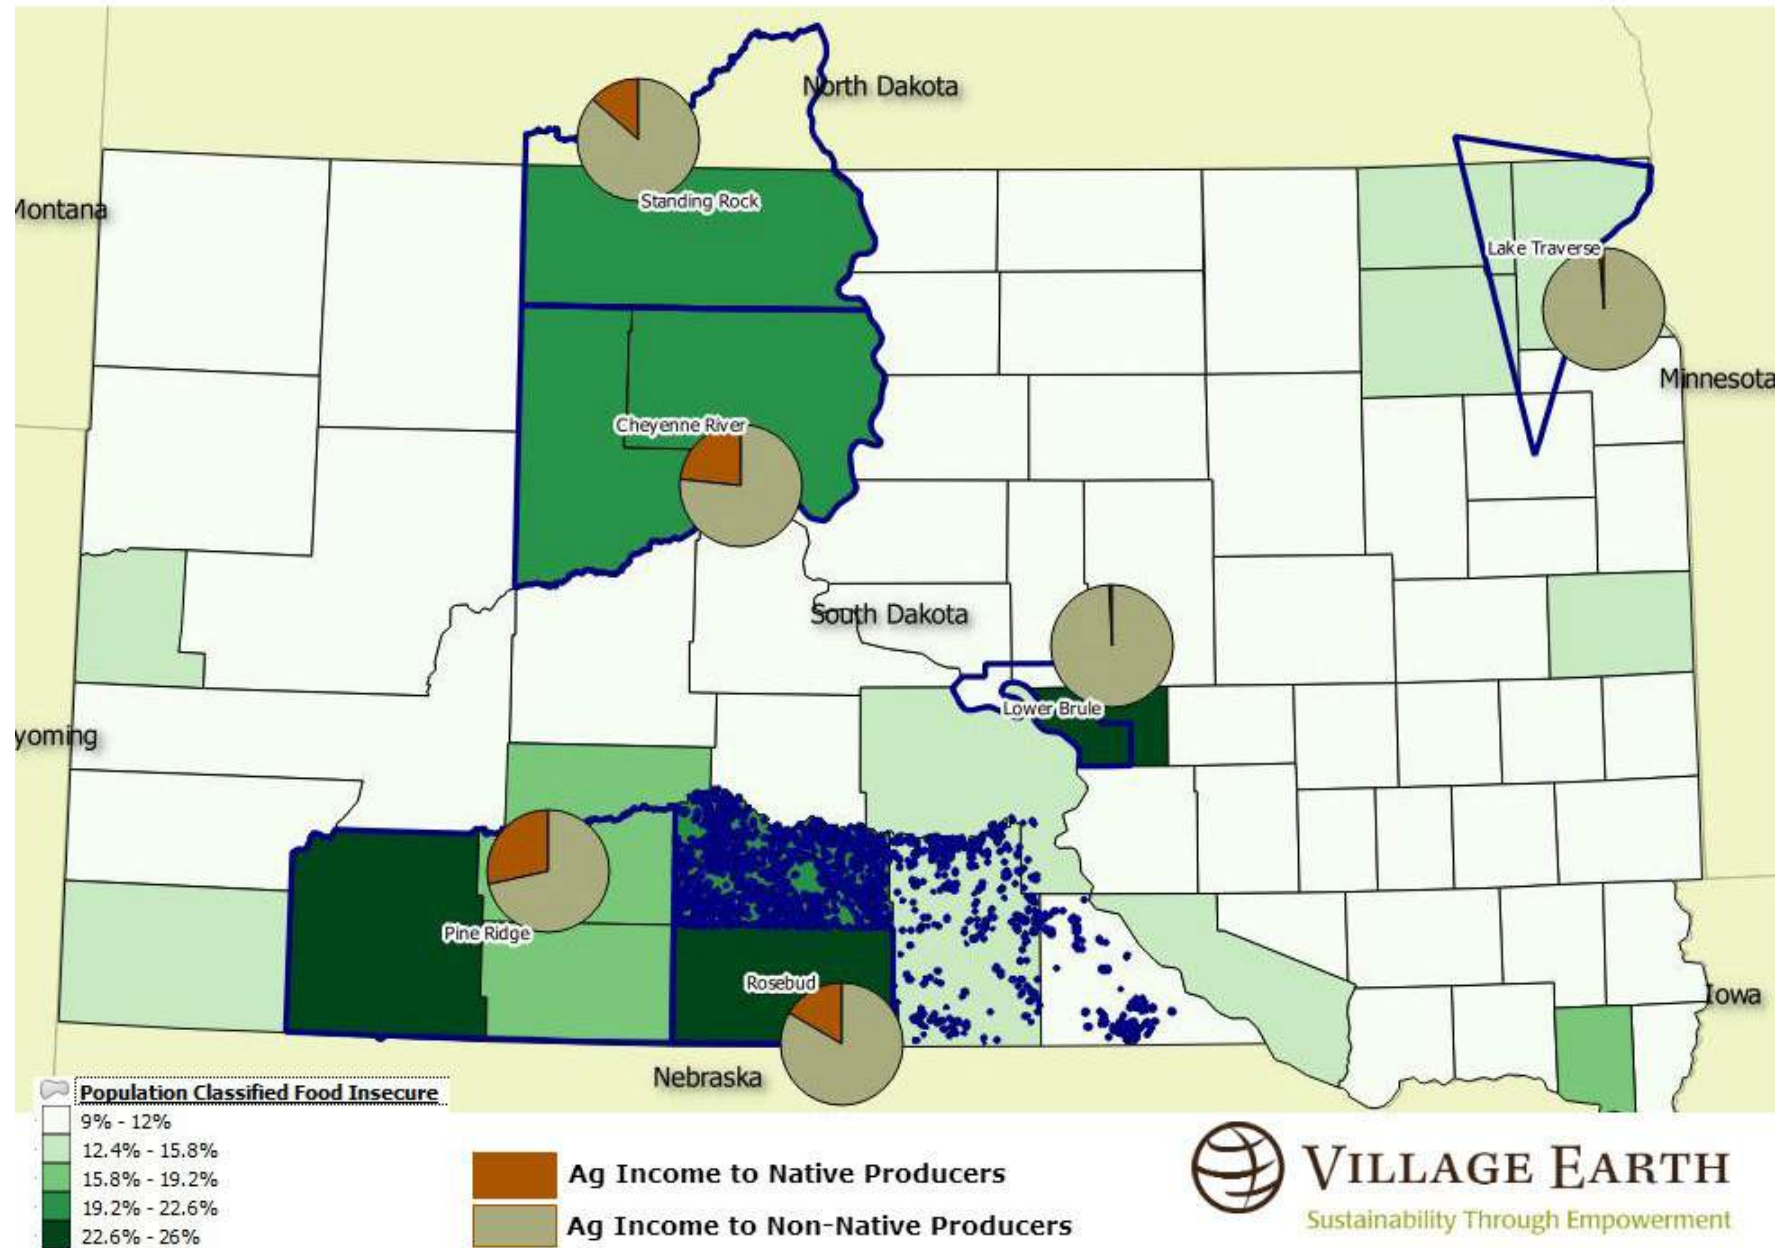 North Dakota
Standing Rock
Montana
Lake Traverse
Minnesota
Cheyenne River
South Dakota
Lower Brule
yoming
Pine Ridge
Rosebud
Iowa
Nebraska
Population Classified Food Insecure
9% - 12%
12.4% - 15.8%
15.8% - 19.2%
19.2% - 22.6%
22.6% - 26%
Ag Income to Native Producers
Ag Income to Non-Native Producers
VILLAGE EARTH
Sustainability Through Empowerment